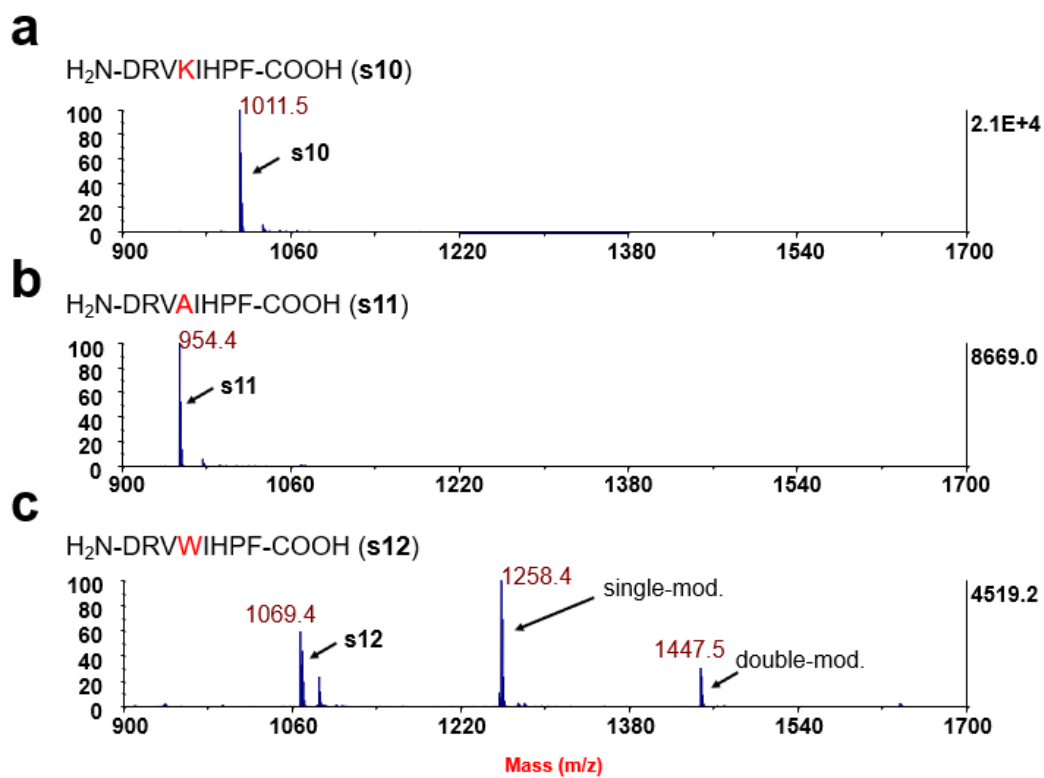 a
H₂N-DRVKIHPF-COOH (s10)
1011.5
s10
100
80
60
40
20
0
2.1E+4
900 1060 1220 1380 1540 1700
b
H₂N-DRVAIHPF-COOH (s11)
954.4
s11
100
80
60
40
20
0
8669.0
900 1060 1220 1380 1540 1700
c
H₂N-DRVWIHPF-COOH (s12)
1258.4
single-mod.
1069.4
s12
1447.5
double-mod.
100
80
60
40
20
0
4519.2
900 1060 1220 1380 1540 1700
Mass (m/z)